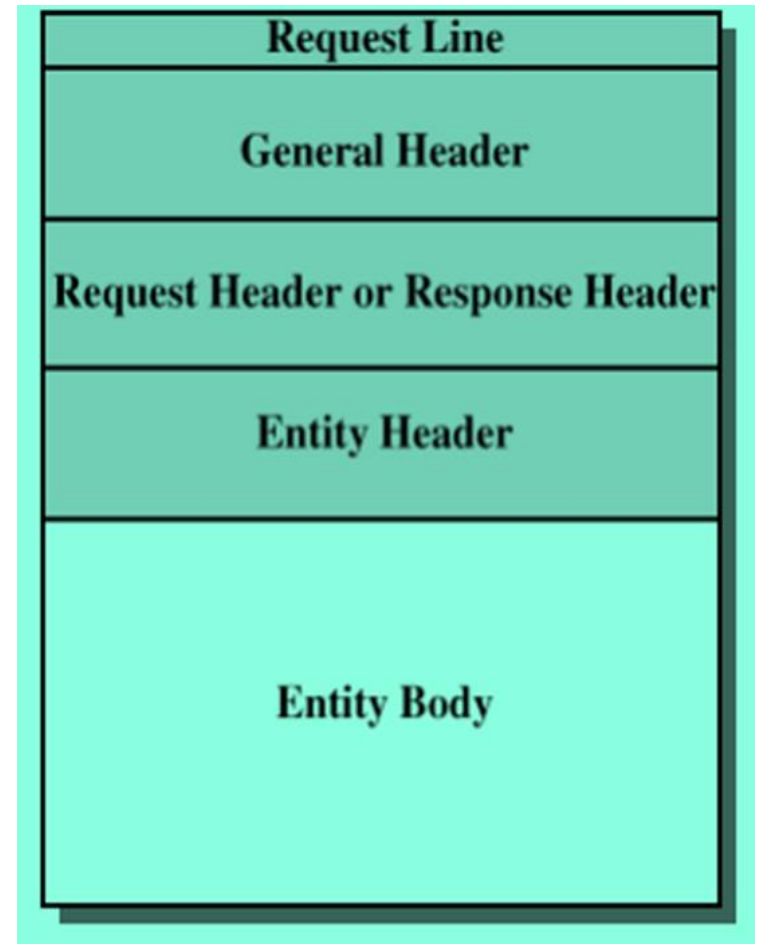 Request Line
General Header
Request Header or Response Header
Entity Header
Entity Body